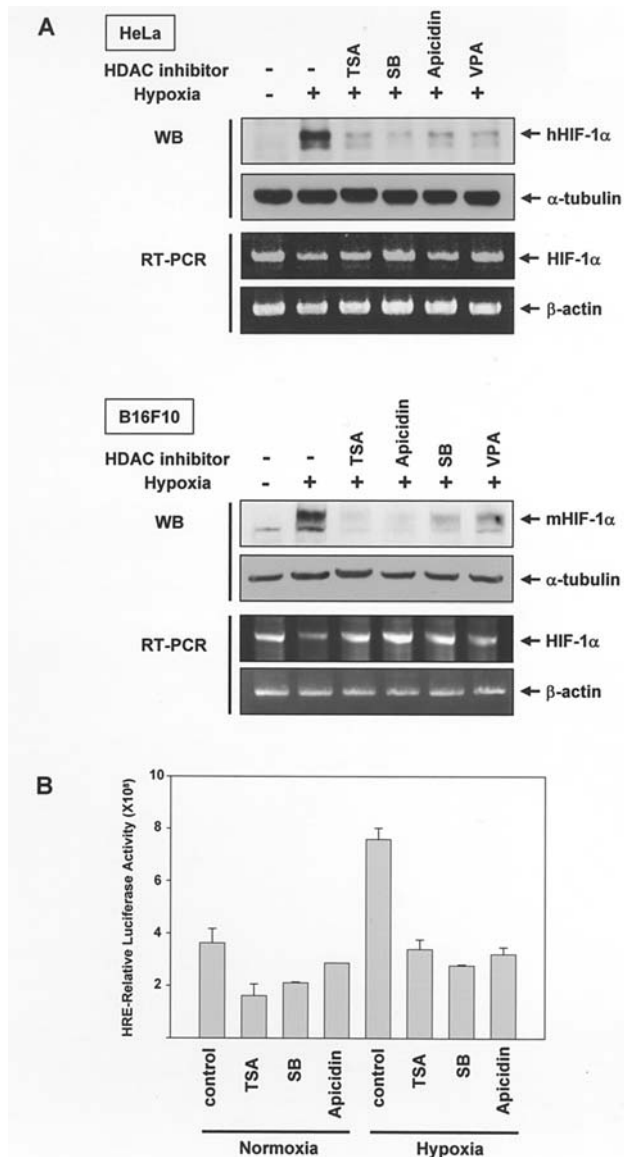 A
HeLa
HDAC inhibitor - - TSA SB Apicidin VPA
Hypoxia - + + + + +
WB
hHIF-1α
α-tubulin
RT-PCR
HIF-1α
β-actin
B16F10
HDAC inhibitor - - TSA Apicidin SB VPA
Hypoxia - + + + + +
WB
mHIF-1α
α-tubulin
RT-PCR
HIF-1α
β-actin
B
HRE-Relative Luciferase Activity
10
8
6
4
2
control TSA SB Apicidin control TSA SB Apicidin
Normoxia Hypoxia